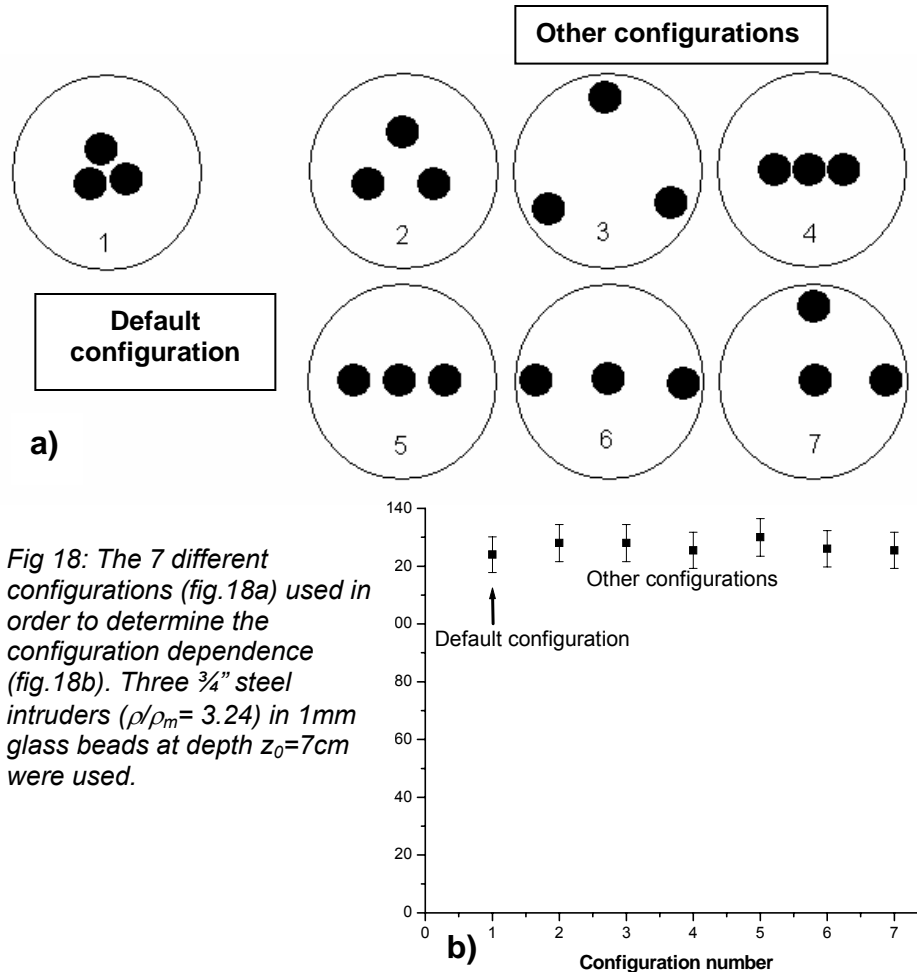 Other configurations
1
2
3
4
Default
configuration
5
6
7
a)
Fig 18: The 7 different
configurations (fig.18a) used in
order to determine the
configuration dependence
(fig.18b). Three ¾” steel
intruders (ρ/ρm= 3.24) in 1mm
glass beads at depth z0=7cm
were used.
140
20
00
80
60
40
20
0
Other configurations
Default configuration
0 1 2 3 4 5 6 7
b)
Configuration number